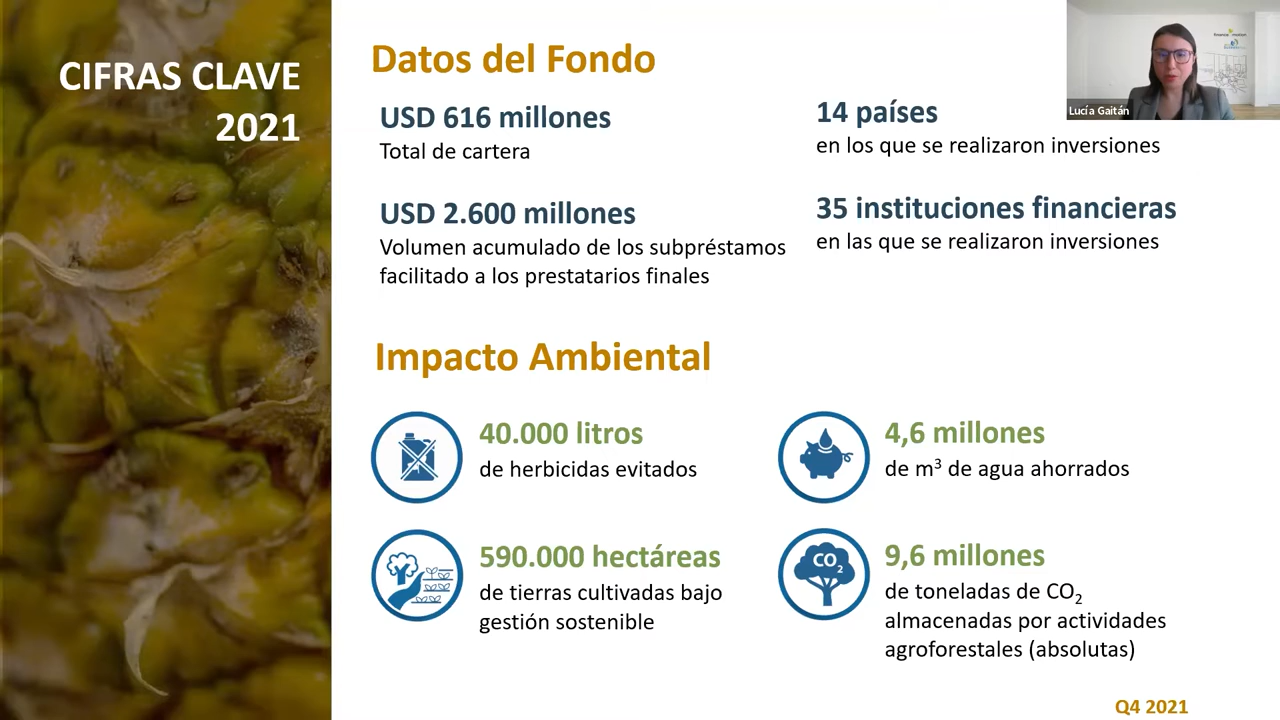 CIFRAS CLAVE
2021
Datos del Fondo
USD 616 millones
Total de cartera
14 países
en los que se realizaron inversiones
USD 2.600 millones
Volumen acumulado de los subpréstamos
facilitado a los prestatarios finales
35 instituciones financieras
en las que se realizaron inversiones
Impacto Ambiental
40.000 litros
de herbicidas evitados
4,6 millones
de m³ de agua ahorrados
590.000 hectáreas
de tierras cultivadas bajo
gestión sostenible
CO₂
9,6 millones
de toneladas de CO₂
almacenadas por actividades
agroforestales (absolutas)
Q4 2021
Lucía Gaitán